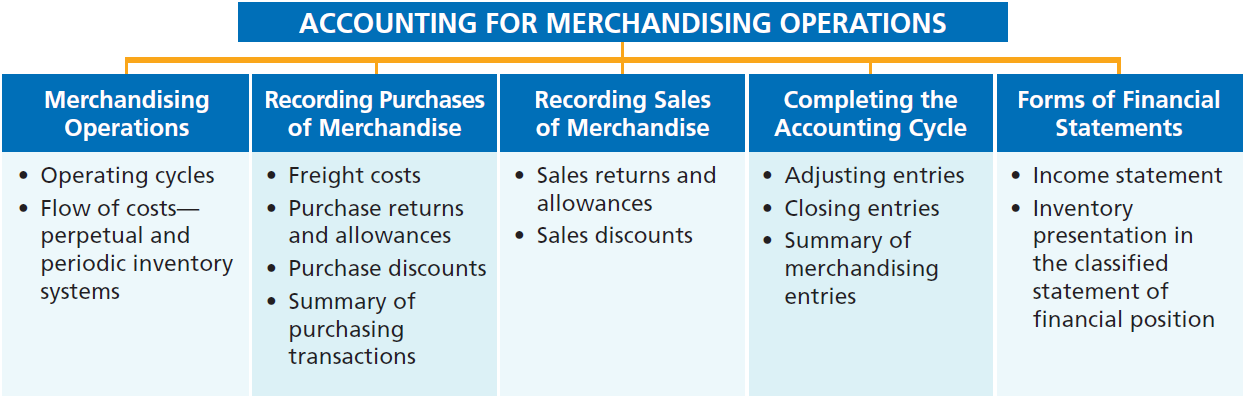 ACCOUNTING FOR MERCHANDISING OPERATIONS
Merchandising
Operations
• Operating cycles
• Flow of costs—
perpetual and
periodic inventory
systems
Recording Purchases
of Merchandise
• Freight costs
• Purchase returns
and allowances
• Purchase discounts
• Summary of
purchasing
transactions
Recording Sales
of Merchandise
• Sales returns and
allowances
• Sales discounts
Completing the
Accounting Cycle
• Adjusting entries
• Closing entries
• Summary of
merchandising
entries
Forms of Financial
Statements
• Income statement
• Inventory
presentation in
the classified
statement of
financial position